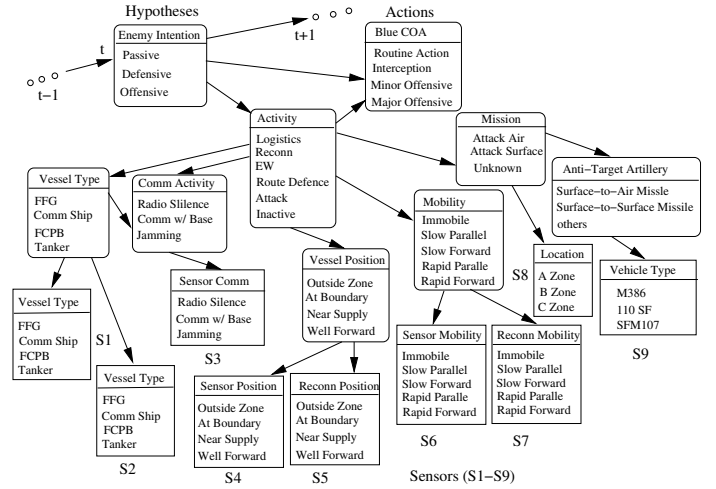 Hypotheses
Actions
Enemy Intention
Passive
Defensive
Offensive
t
t−1
t+1
Blue COA
Routine Action
Interception
Minor Offensive
Major Offensive
Activity
Logistics
Reconn
EW
Route Defence
Attack
Inactive
Mission
Attack Air
Attack Surface
Unknown
Anti−Target Artillery
Surface−to−Air Missle
Surface−to−Surface Missile
others
Vessel Type
FFG
Comm Ship
FCPB
Tanker
Comm Activity
Radio Slilence
Comm w/ Base
Jamming
Mobility
Immobile
Slow Parallel
Slow Forward
Rapid Paralle
Rapid Forward
Vessel Position
Outside Zone
At Boundary
Near Supply
Well Forward
Location
A Zone
B Zone
C Zone
S8
Vehicle Type
M386
110 SF
SFM107
S9
Sensor Comm
Radio Silence
Comm w/ Base
Jamming
S3
Vessel Type
FFG
Comm Ship
FCPB
Tanker
S1
Vessel Type
FFG
Comm Ship
FCPB
Tanker
S2
Sensor Position
Outside Zone
At Boundary
Near Supply
Well Forward
S4
Reconn Position
Outside Zone
At Boundary
Near Supply
Well Forward
S5
Sensor Mobility
Immobile
Slow Parallel
Slow Forward
Rapid Paralle
Rapid Forward
S6
Reconn Mobility
Immobile
Slow Parallel
Slow Forward
Rapid Paralle
Rapid Forward
S7
Sensors (S1−S9)